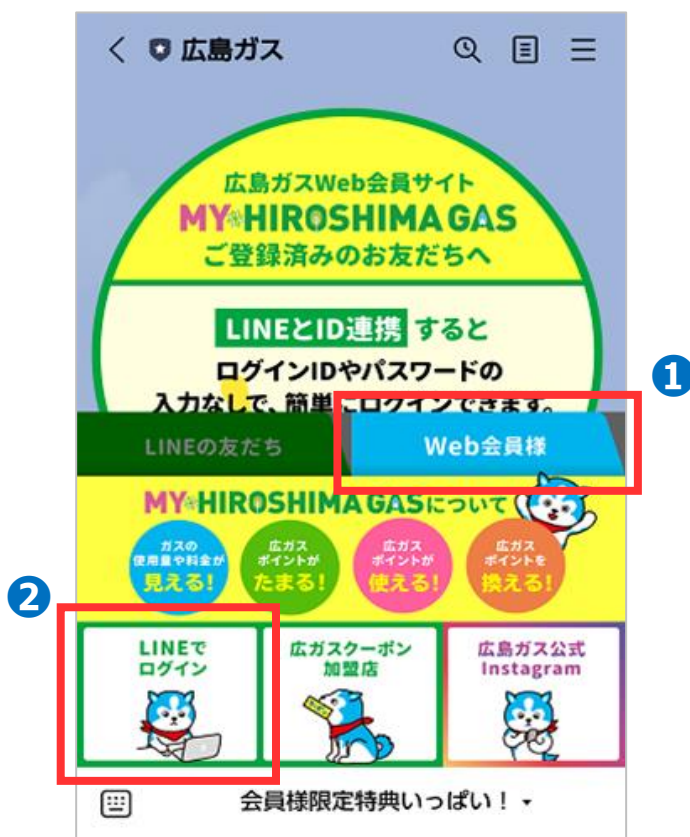 広島ガス
広島ガスWeb会員サイト
MY HIROSHIMA GAS
ご登録済みのお友だちへ
LINEとID連携 すると
ログインIDやパスワードの
入力なしで、簡単にログインできます。
1
LINEの友だち
Web会員様
MY HIROSHIMA GASについて
ガスの
使用量や料金が
見える!
広ガス
ポイントが
たまる!
広ガス
ポイントが
使える!
広ガス
ポイントを
換える!
2
LINEで
ログイン
広ガスクーポン
加盟店
広島ガス公式
Instagram
会員様限定特典いっぱい!